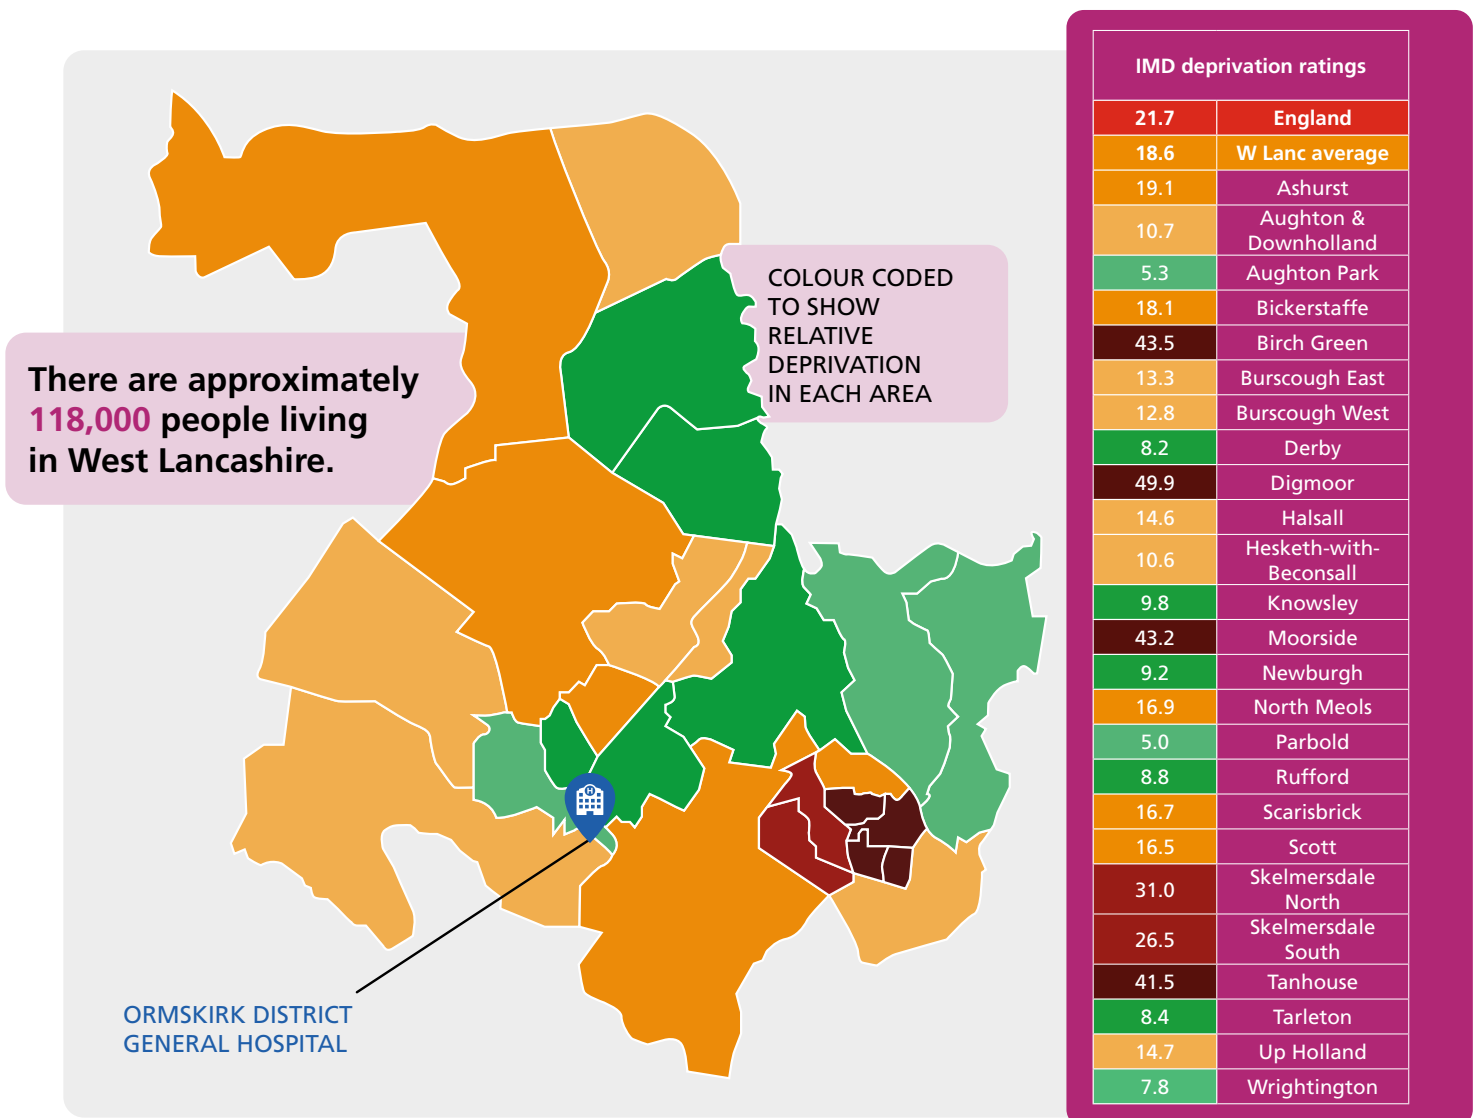 There are approximately
118,000 people living
in West Lancashire.
COLOUR CODED
TO SHOW
RELATIVE
DEPRIVATION
IN EACH AREA
H
ORMSKIRK DISTRICT
GENERAL HOSPITAL
IMD deprivation ratings
21.7 England
18.6 W Lanc average
19.1 Ashurst
10.7 Aughton &
Downholland
5.3 Aughton Park
18.1 Bickerstaffe
43.5 Birch Green
13.3 Burscough East
12.8 Burscough West
8.2 Derby
49.9 Digmoor
14.6 Halsall
10.6 Hesketh-with-
Beconsall
9.8 Knowsley
43.2 Moorside
9.2 Newburgh
16.9 North Meols
5.0 Parbold
8.8 Rufford
16.7 Scarisbrick
16.5 Scott
31.0 Skelmersdale
North
26.5 Skelmersdale
South
41.5 Tanhouse
8.4 Tarleton
14.7 Up Holland
7.8 Wrightington